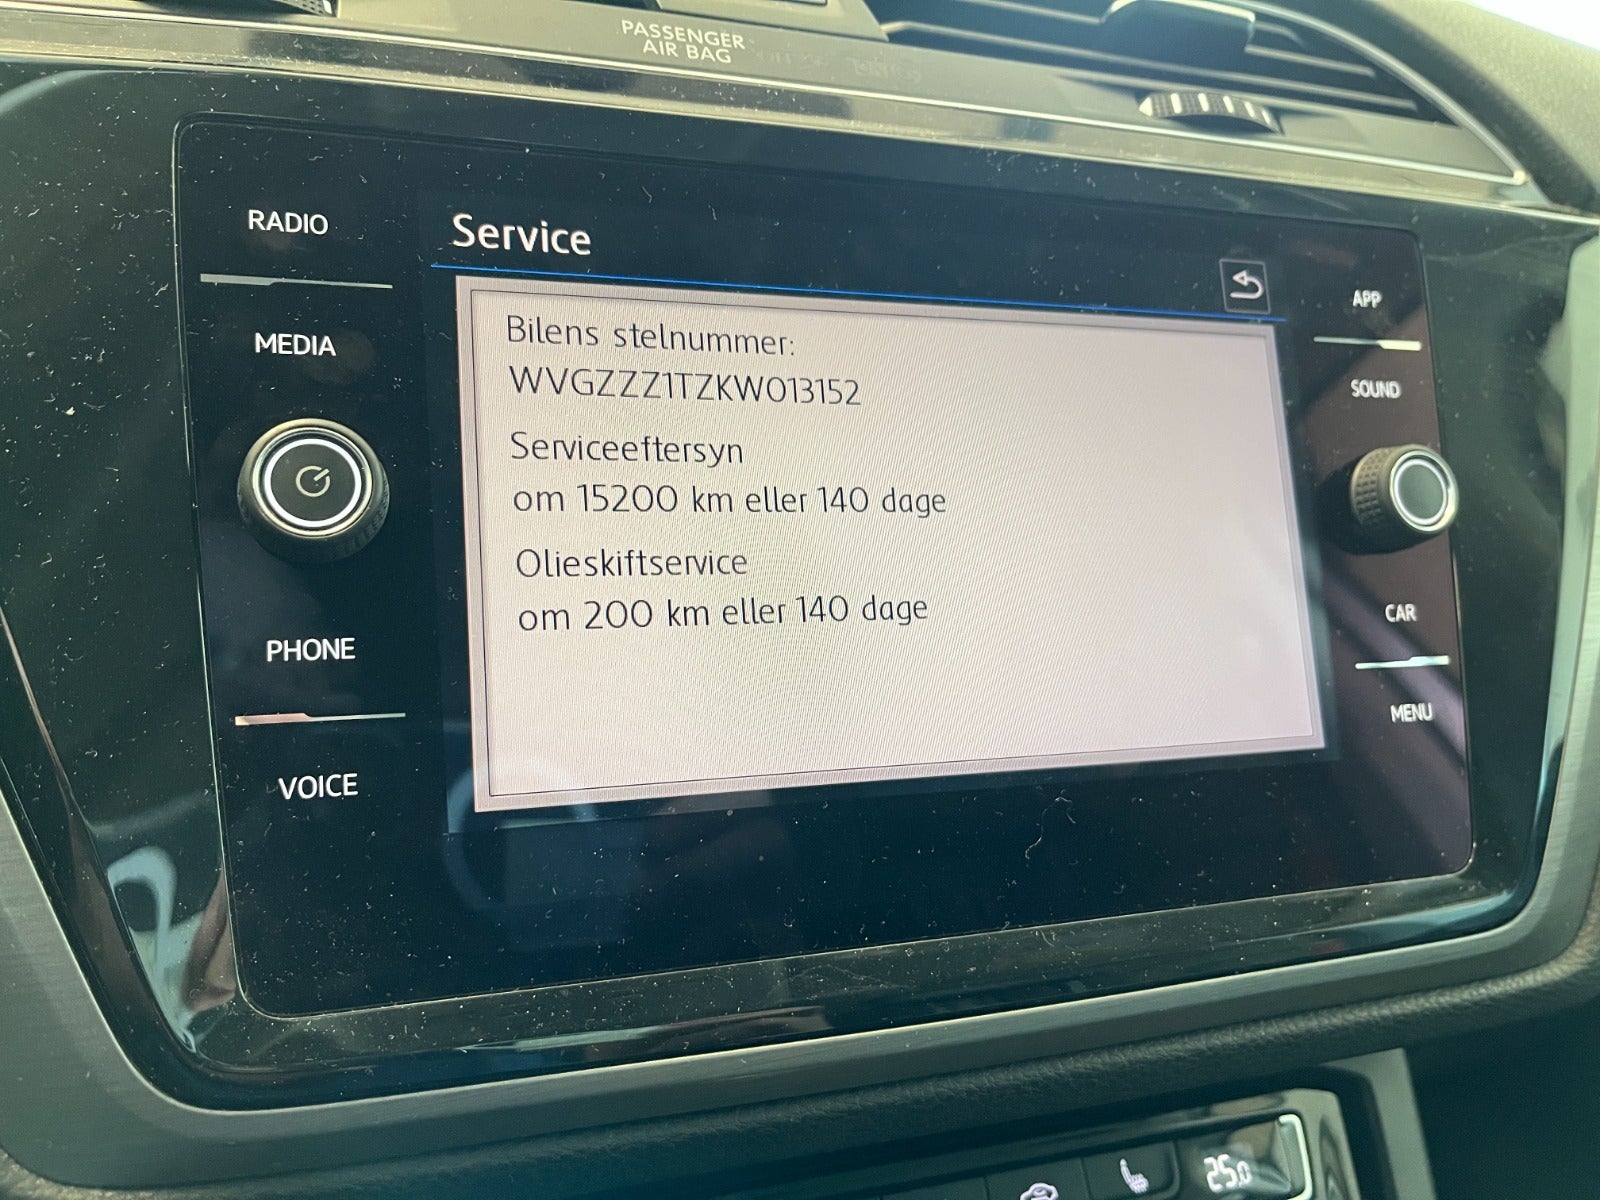 PASSENGER
AIR BAG
RADIO
MEDIA
PHONE
VOICE
Service
Bilens stelnummer:
WVGZZZ1TZKW013152
Serviceeftersyn
om 15200 km eller 140 dage
Olieskiftservice
om 200 km eller 140 dage
APP
SOUND
CAR
MENU
25.0